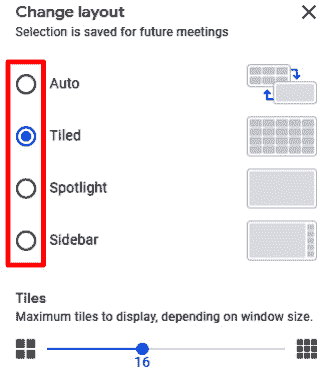 Change layout
Selection is saved for future meetings
Auto
Tiled
Spotlight
Sidebar
Tiles
Maximum tiles to display, depending on window size.
16